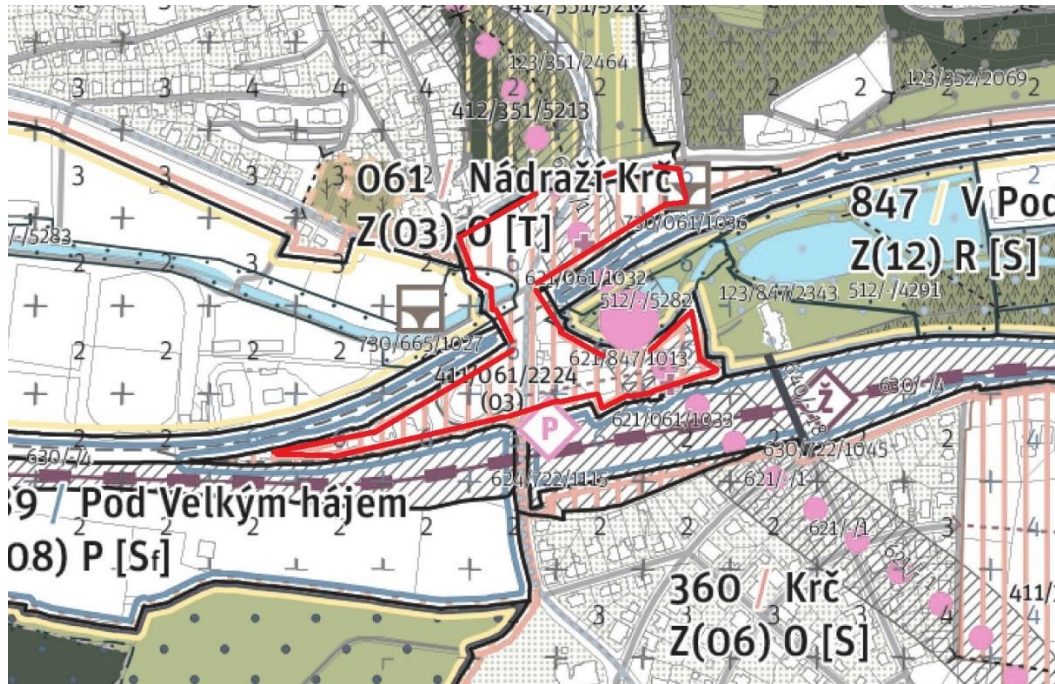 412/351/5212
123/351/2464
123/352/2069
412/351/5213
061 / Nádraží Krč
Z(03) O [T]
730/061/1036
847 / V Pod
Z(12) R [S]
-/-/5283
621/061/1032
512/-/5282
123/847/2343
512/-/4291
730/665/1027
621/847/1013
411/061/2224
(03)
Ž
630/-/4
P
621/061/1033
630/-/4
630/722/1045
624/722/1115
621/-/1
39 / Pod Velkým hájem
08) P [Sf]
621/-/1
360 / Krč
Z(06) O [S]
411/